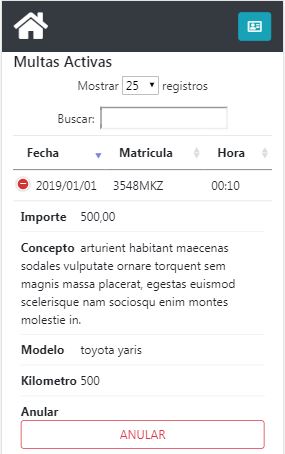 Multas Activas
Mostrar 25 registros
Buscar:
Fecha Matricula Hora
2019/01/01 3548MKZ 00:10
Importe 500,00
Concepto arturient habitant maecenas
sodales vulputate ornare torquent sem
magnis massa placerat, egestas euismod
scelerisque nam sociosqu enim montes
molestie in.
Modelo toyota yaris
Kilometro 500
Anular
ANULAR